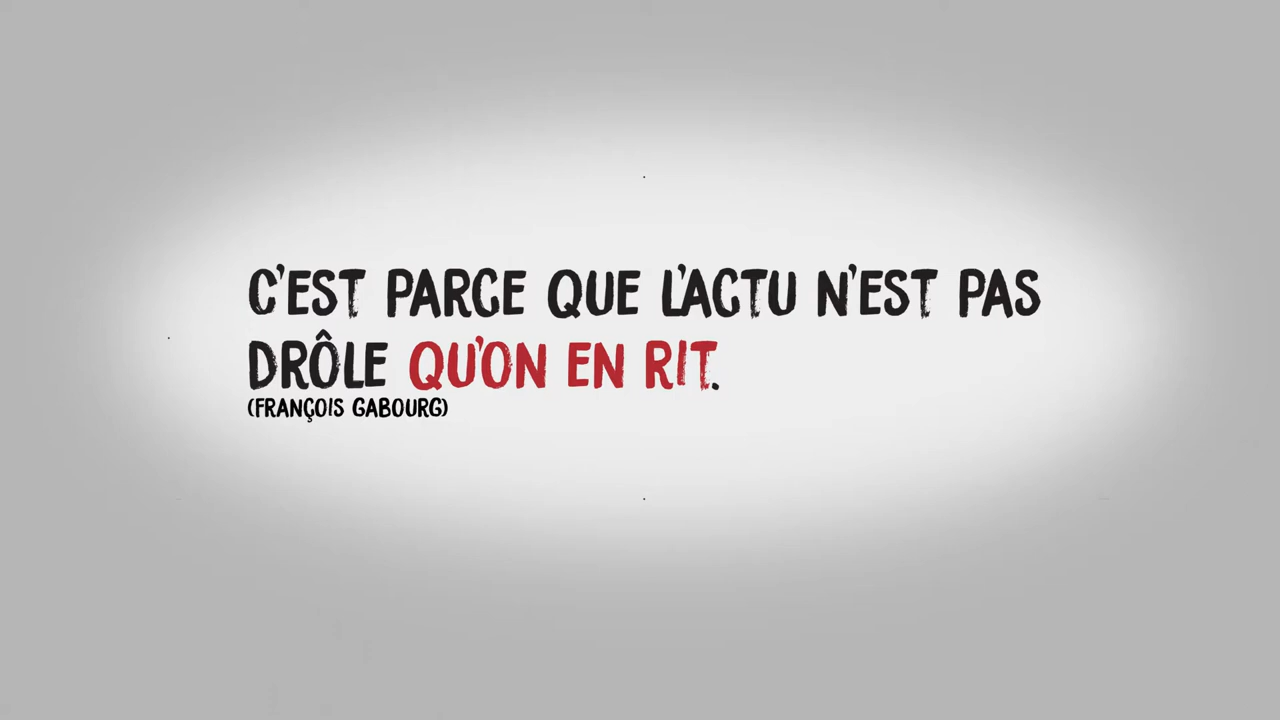 C'EST PARCE QUE L'ACTU N'EST PAS
DRÔLE QU'ON EN RIT.
(FRANÇOIS GABOURG)